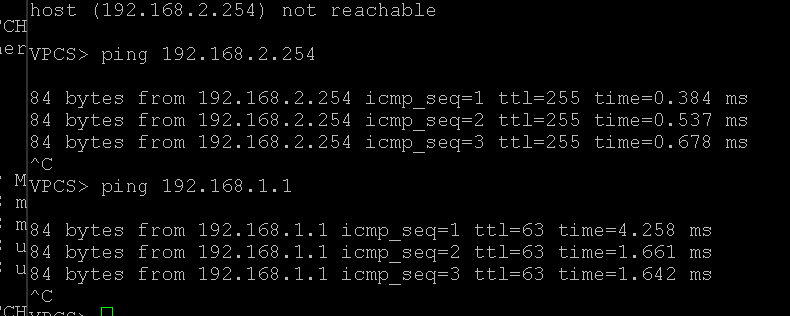 host (192.168.2.254) not reachable
VPCS> ping 192.168.2.254
84 bytes from 192.168.2.254 icmp_seq=1 ttl=255 time=0.384 ms
84 bytes from 192.168.2.254 icmp_seq=2 ttl=255 time=0.537 ms
84 bytes from 192.168.2.254 icmp_seq=3 ttl=255 time=0.678 ms
^C
VPCS> ping 192.168.1.1
84 bytes from 192.168.1.1 icmp_seq=1 ttl=63 time=4.258 ms
84 bytes from 192.168.1.1 icmp_seq=2 ttl=63 time=1.661 ms
84 bytes from 192.168.1.1 icmp_seq=3 ttl=63 time=1.642 ms
^C
VPCS>